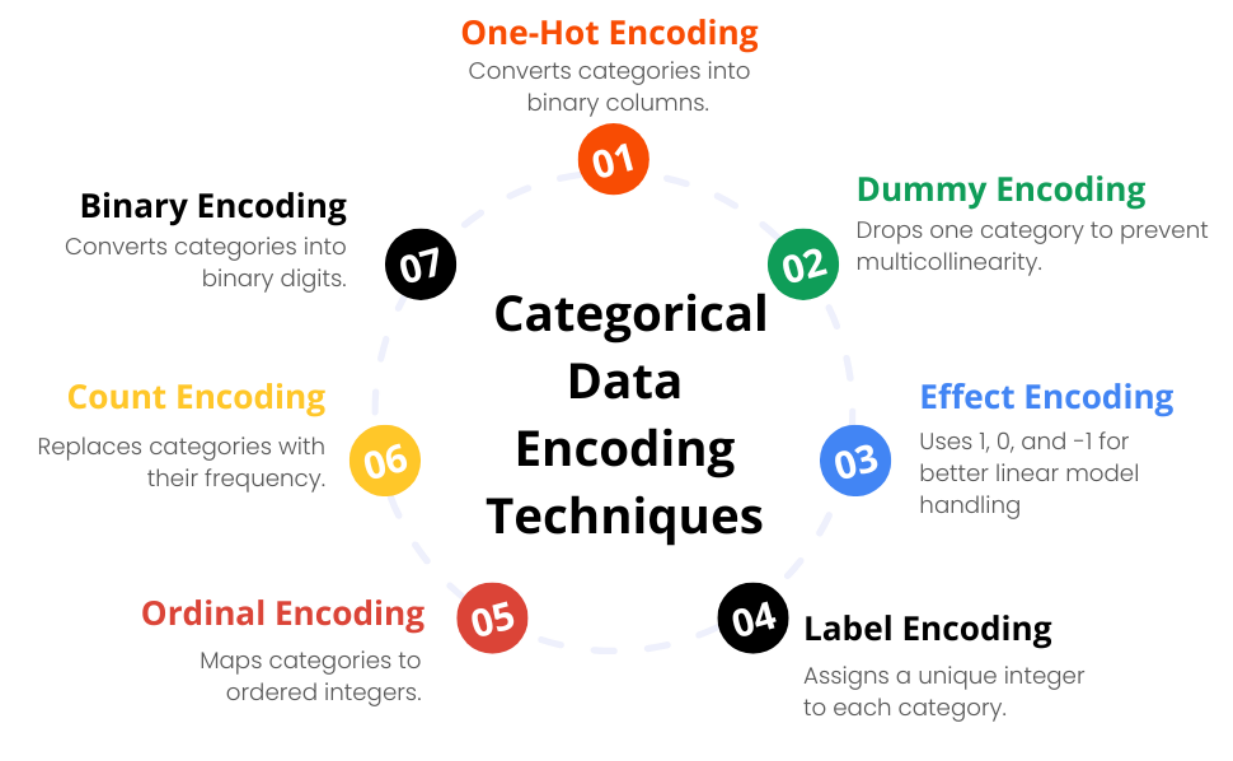 One-Hot Encoding
Converts categories into
binary columns.
01
Dummy Encoding
Drops one category to prevent
multicollinearity.
02
Effect Encoding
Uses 1, 0, and -1 for
better linear model
handling
03
Label Encoding
Assigns a unique integer
to each category.
04
Ordinal Encoding
Maps categories to
ordered integers.
05
Count Encoding
Replaces categories with
their frequency.
06
Binary Encoding
Converts categories into
binary digits.
07
Categorical
Data
Encoding
Techniques